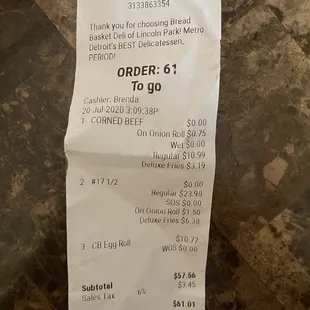 3133863354
Thank you for choosing Bread
Basket Deli of Lincoln Park! Metro
Detroit's BEST Delicatessen,
PERIOD!
ORDER: 61
To go
Cashier: Brenda
20-Jul-2020 3:09:38P
1 CORNED BEEF $0.00
On Onion Roll $0.75
Wet $0.00
Regular $10.99
Deluxe Fries $3.19
2 #17 1/2 $0.00
Regular $23.98
SOS $0.00
On Onion Roll $1.50
Deluxe Fries $6.38
3 CB Egg Roll $10.77
WOS $0.00
Subtotal $57.56
Sales Tax 6% $3.45
$61.01